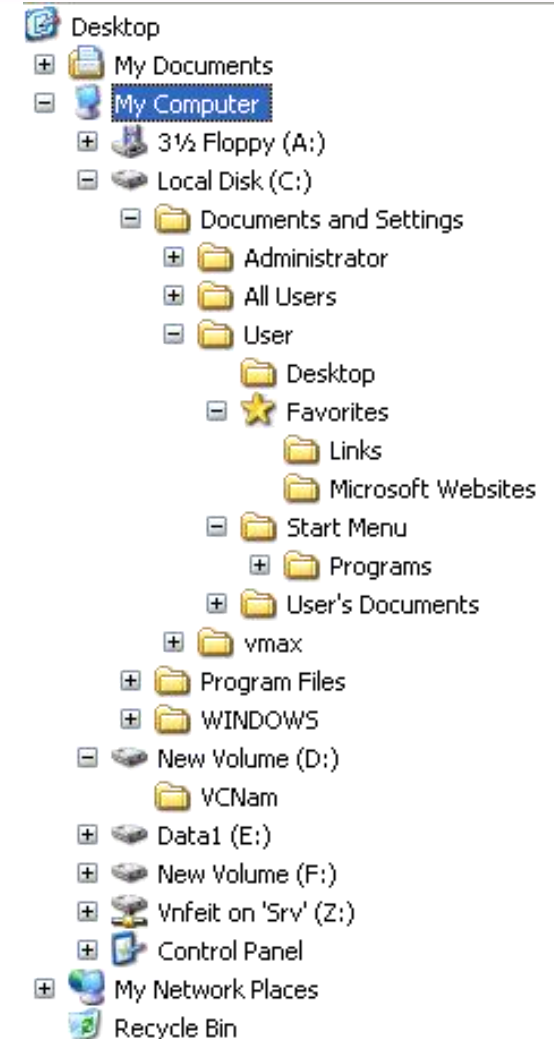 Desktop
My Documents
My Computer
3½ Floppy (A:)
Local Disk (C:)
Documents and Settings
Administrator
All Users
User
Desktop
Favorites
Links
Microsoft Websites
Start Menu
Programs
User's Documents
vmax
Program Files
WINDOWS
New Volume (D:)
VCNam
Data1 (E:)
New Volume (F:)
Vnfeit on 'Srv' (Z:)
Control Panel
My Network Places
Recycle Bin